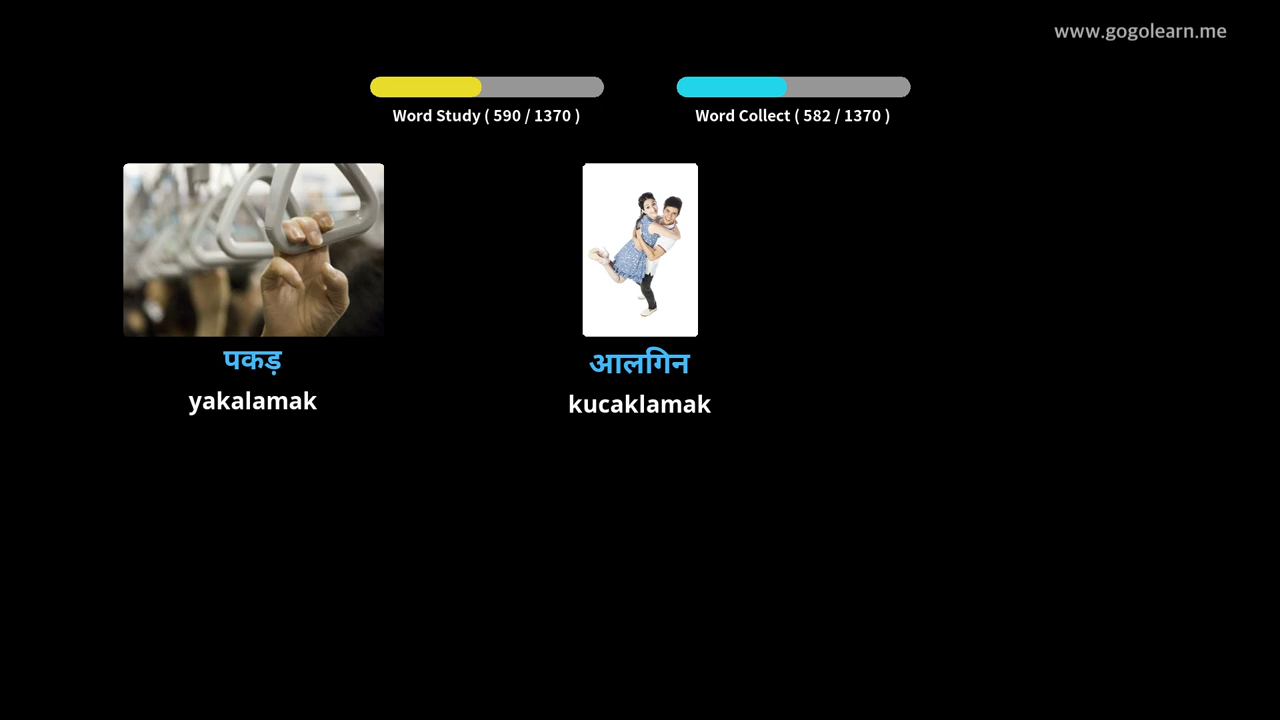 www.gogolearn.me
Word Study ( 590 / 1370 )
Word Collect ( 582 / 1370 )
पकड़
yakalamak
आलगिन
kucaklamak